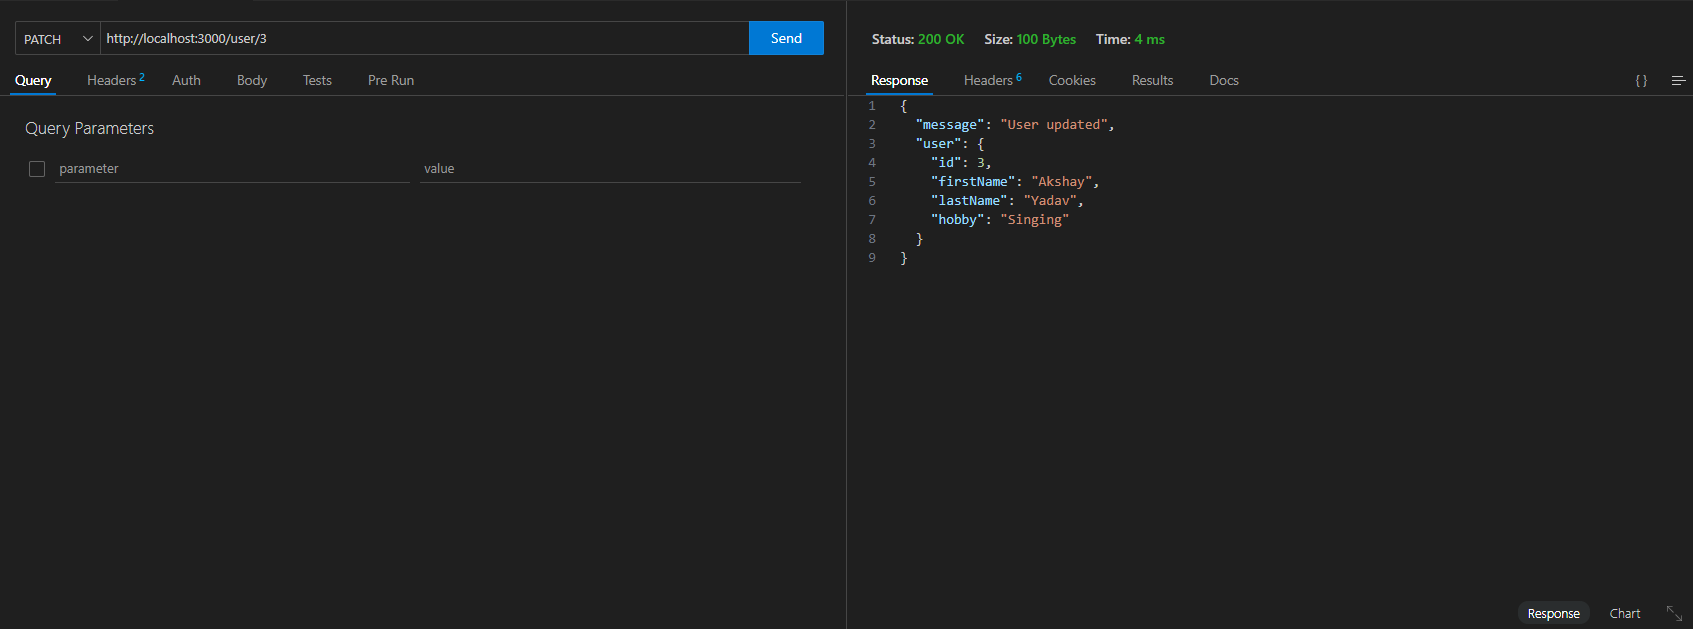 PATCH http://localhost:3000/user/3 Send
Query Headers 2 Auth Body Tests Pre Run
Query Parameters
parameter value
Status: 200 OK Size: 100 Bytes Time: 4 ms
Response Headers 6 Cookies Results Docs { }
1 {
2 "message": "User updated",
3 "user": {
4 "id": 3,
5 "firstName": "Akshay",
6 "lastName": "Yadav",
7 "hobby": "Singing"
8 }
9 }
Response Chart